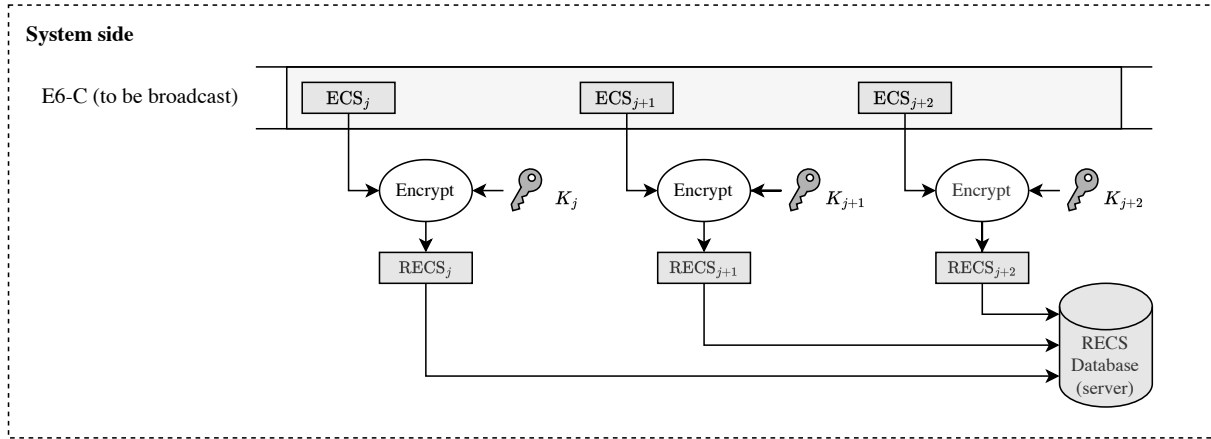 System side
E6-C (to be broadcast)
ECS_j
ECS_{j+1}
ECS_{j+2}
Encrypt
K_j
Encrypt
K_{j+1}
Encrypt
K_{j+2}
RECS_j
RECS_{j+1}
RECS_{j+2}
RECS
Database
(server)